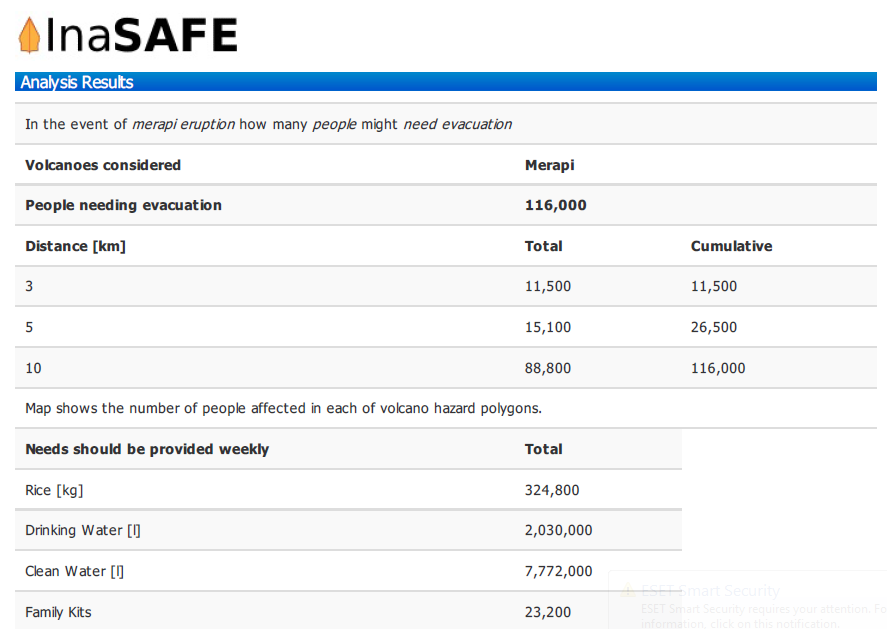 InaSAFE
Analysis Results
In the event of merapi eruption how many people might need evacuation
Volcanoes considered Merapi
People needing evacuation 116,000
Distance [km] Total Cumulative
3 11,500 11,500
5 15,100 26,500
10 88,800 116,000
Map shows the number of people affected in each of volcano hazard polygons.
Needs should be provided weekly Total
Rice [kg] 324,800
Drinking Water [l] 2,030,000
Clean Water [l] 7,772,000
Family Kits 23,200
ESET Smart Security
ESET Smart Security requires your attention. Fo
information, click on this notification.